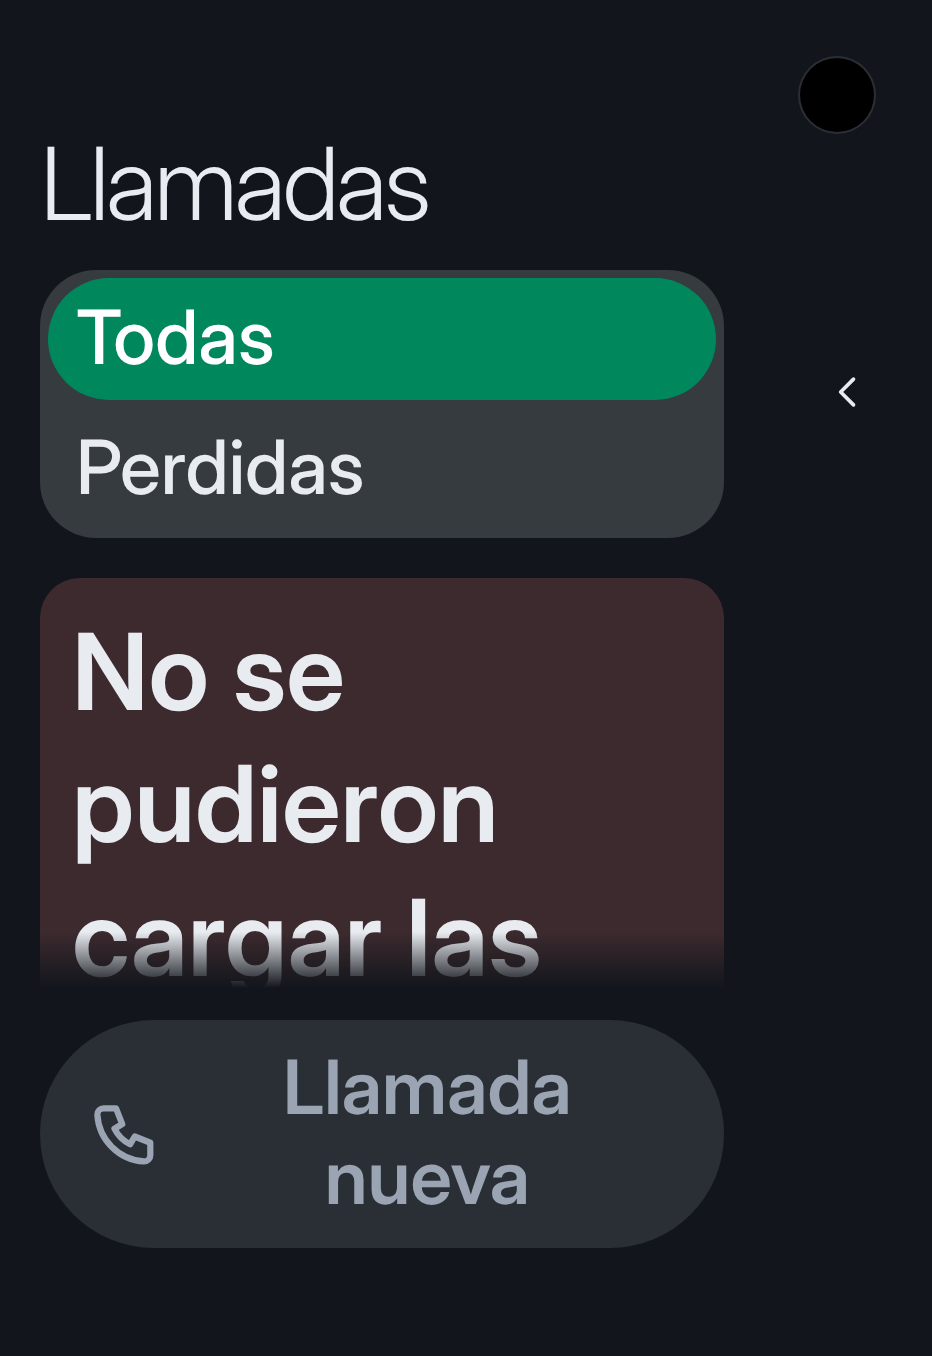 Llamadas
Todas
Perdidas
No se
pudieron
cargar las
Llamada
nueva